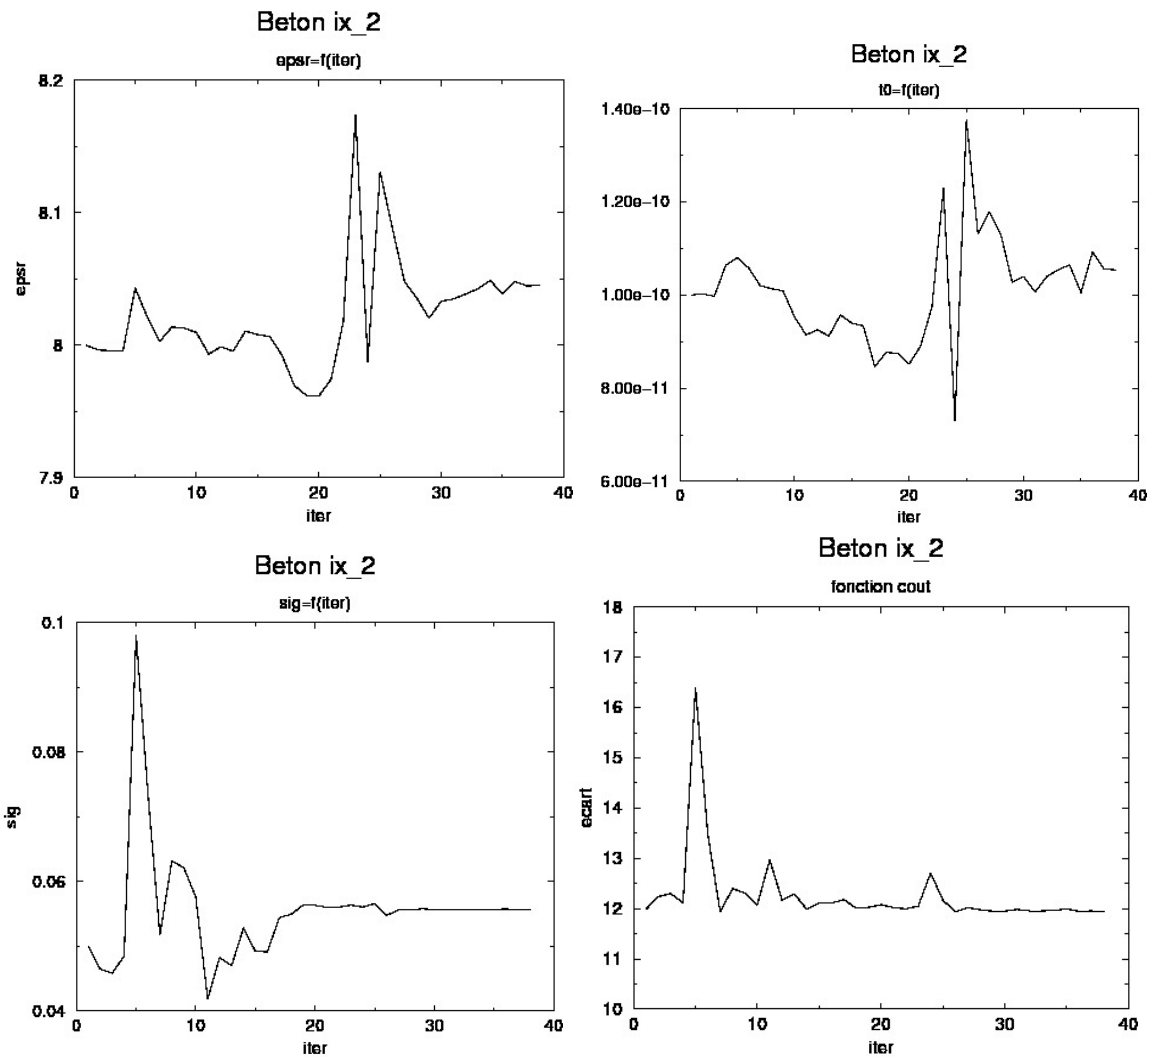 Beton ix_2
epsr=f(iter)
8.2
8.1
8
7.9
epsr
0 10 20 30 40
iter
Beton ix_2
t0=f(iter)
1.40e-10
1.20e-10
1.00e-10
8.00e-11
6.00e-11
0 10 20 30 40
iter
Beton ix_2
sig=f(iter)
0.1
0.08
0.06
0.04
sig
0 10 20 30 40
iter
Beton ix_2
fonction cout
18
17
16
15
14
13
12
11
10
ecart
0 10 20 30 40
iter